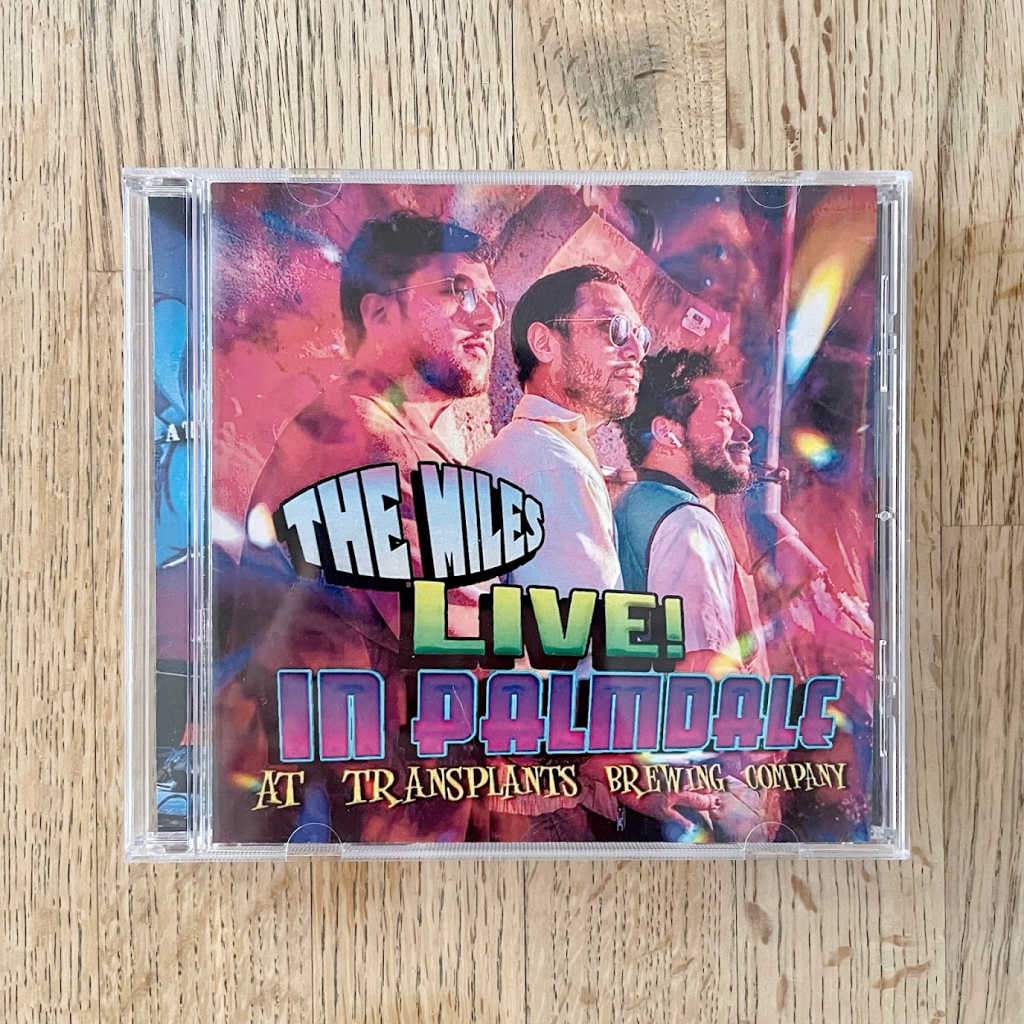 THE MILES
LIVE!
IN PALMDALE
AT TRANSPLANTS BREWING COMPANY